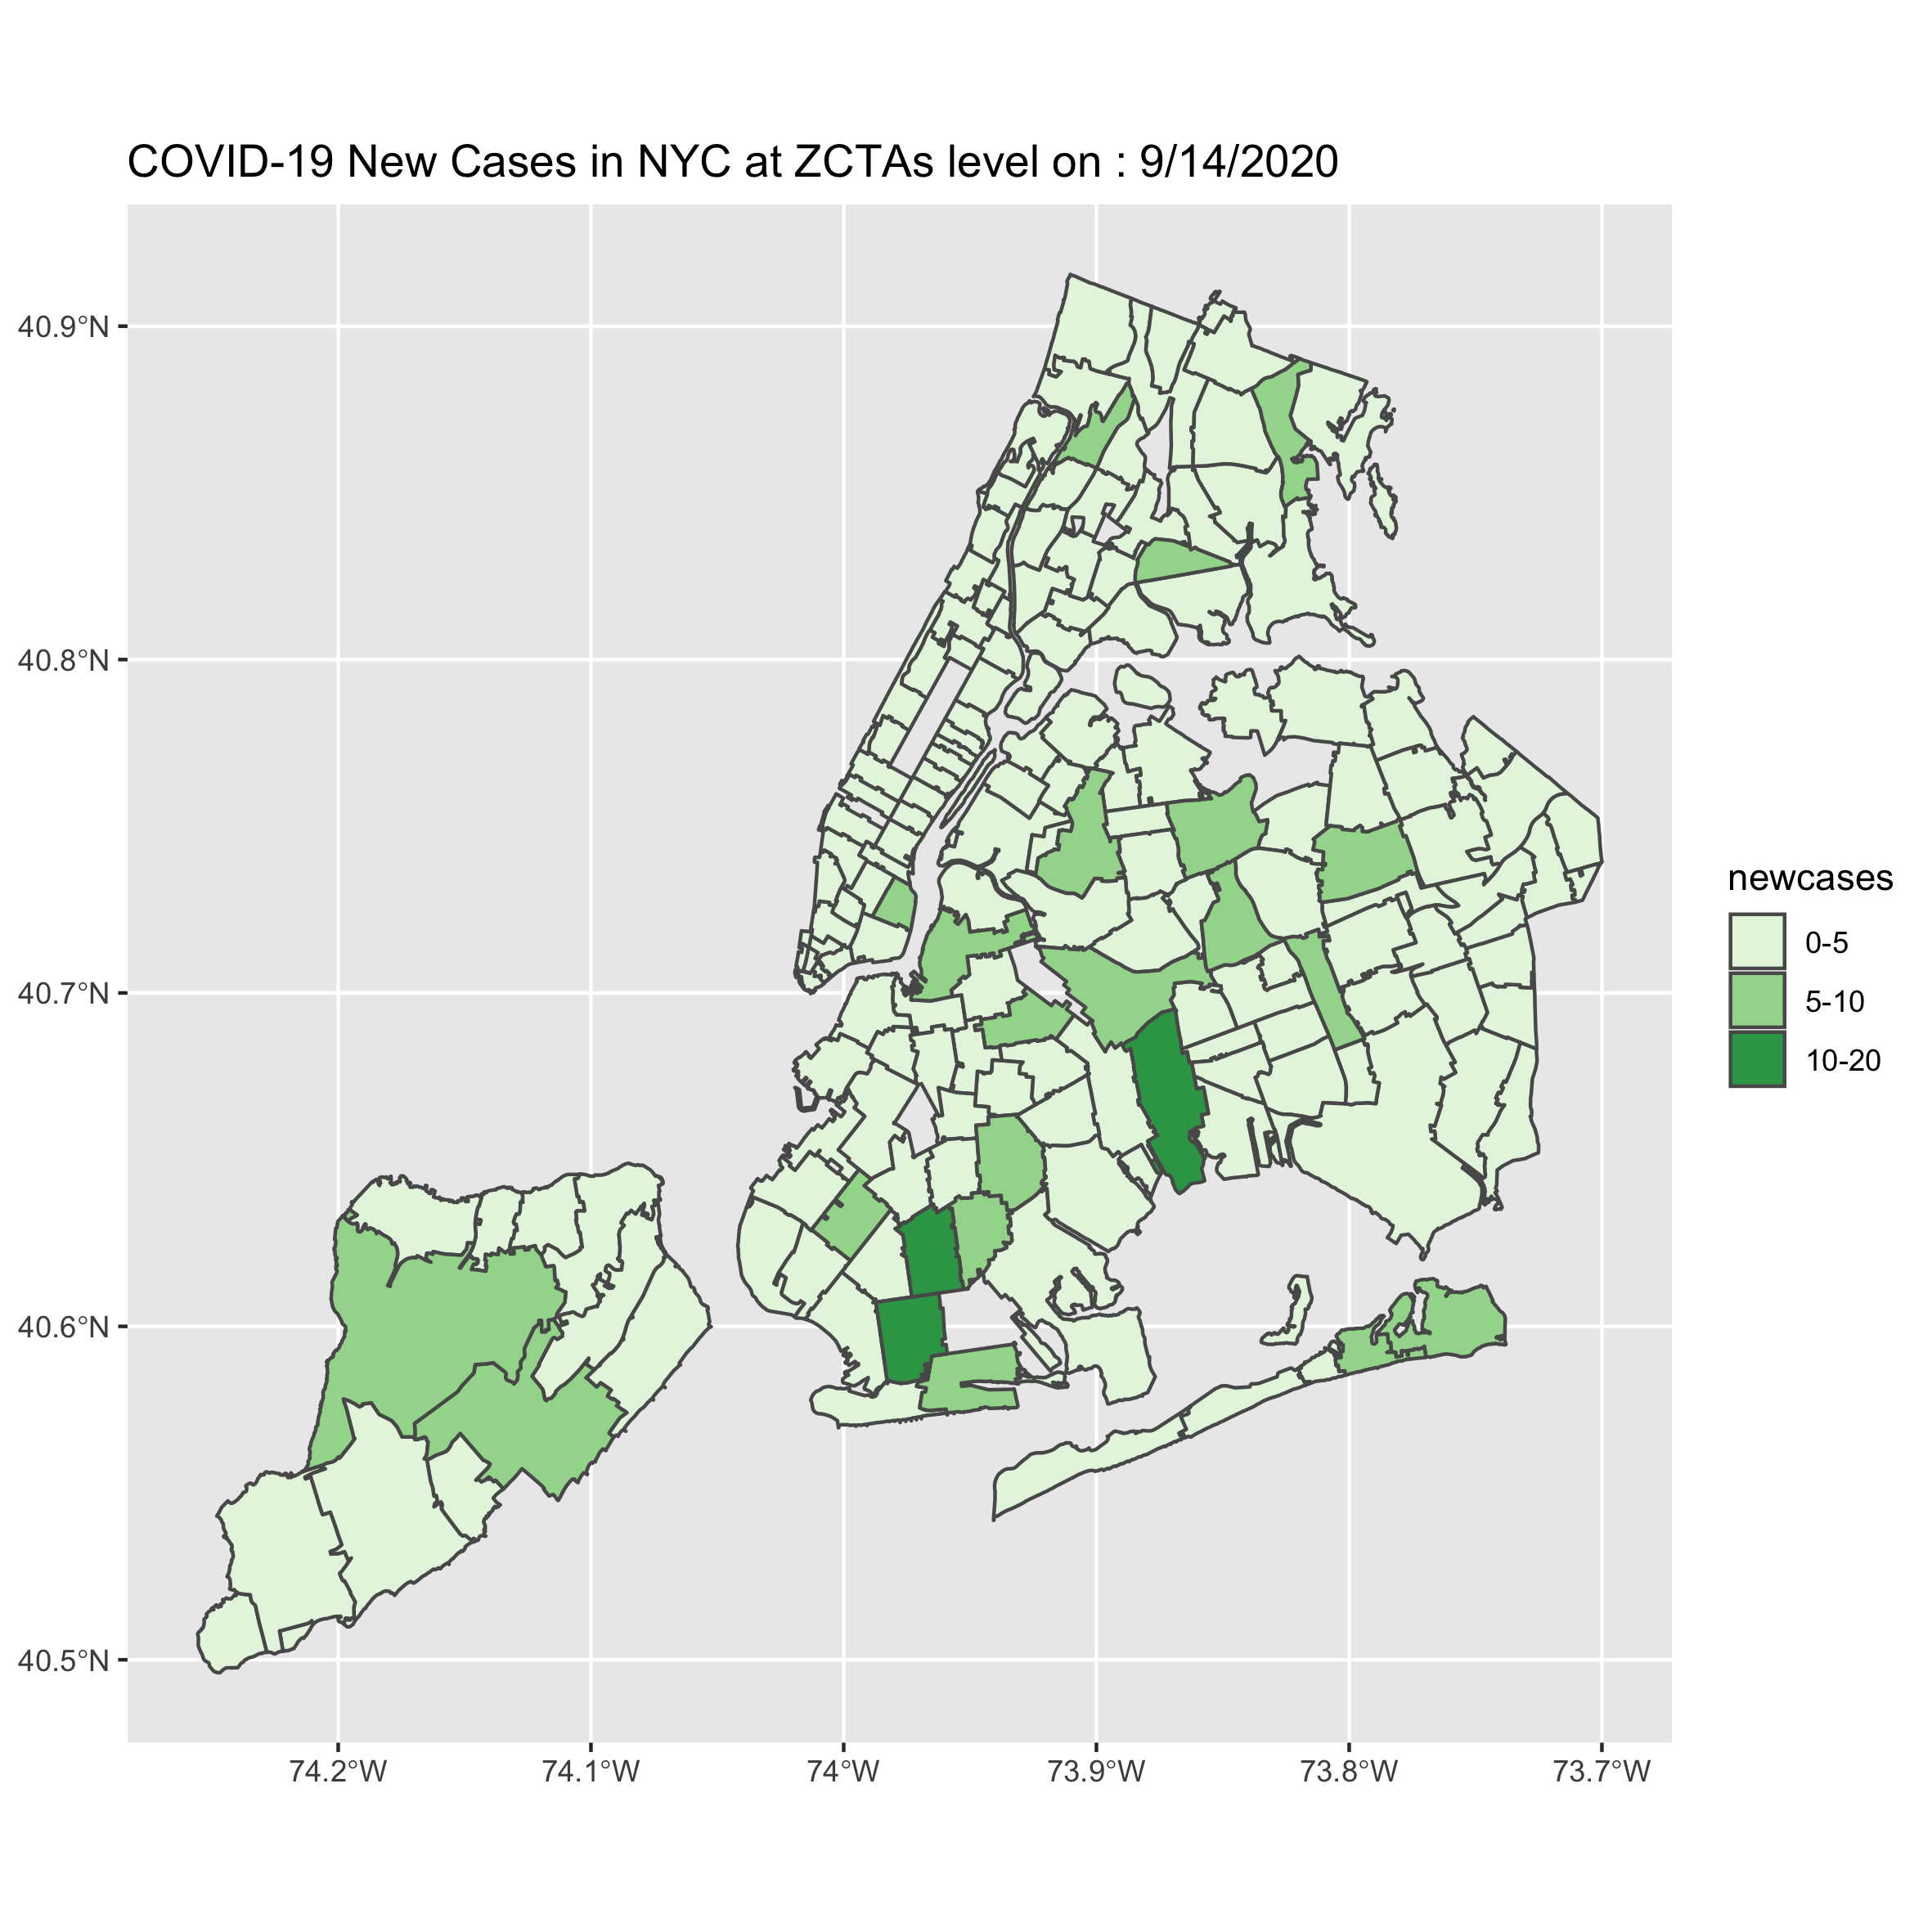 COVID-19 New Cases in NYC at ZCTAs level on : 9/14/2020
40.9°N
40.8°N
40.7°N
40.6°N
40.5°N
74.2°W
74.1°W
74°W
73.9°W
73.8°W
73.7°W
newcases
0-5
5-10
10-20